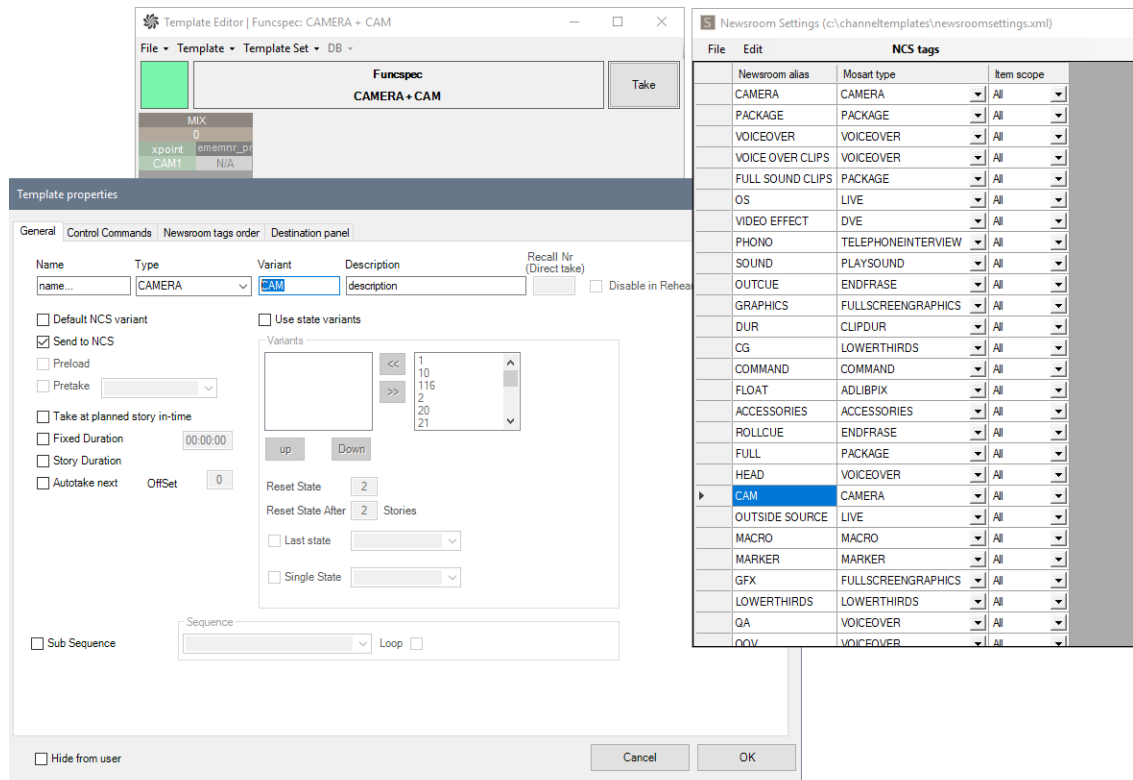 Template Editor | Funcspec: CAMERA + CAM
File Template Template Set DB
Funcspec
CAMERA + CAM
Take
MIX
0
xpoint ememnr_pr
CAM1 N/A
Template properties
General Control Commands Newsroom tags order Destination panel
Name Type Variant Description Recall Nr
(Direct take)
name... CAMERA CAM description Disable in Rehear
Default NCS variant Use state variants
Send to NCS Variants
Preload << 1
10
Pretake >> 116
2
Take at planned story in-time 20
21
Fixed Duration 00:00:00 up Down
Story Duration
Autotake next OffSet 0 Reset State 2
Reset State After 2 Stories
Last state
Single State
Sequence
Sub Sequence Loop
Hide from user Cancel OK
S Newsroom Settings (c:\channeltemplates\newsroomsettings.xml)
File Edit NCS tags
Newsroom alias Mosart type Item scope
CAMERA CAMERA All
PACKAGE PACKAGE All
VOICEOVER VOICEOVER All
VOICE OVER CLIPS VOICEOVER All
FULL SOUND CLIPS PACKAGE All
OS LIVE All
VIDEO EFFECT DVE All
PHONO TELEPHONEINTERVIEW All
SOUND PLAYSOUND All
OUTCUE ENDFRASE All
GRAPHICS FULLSCREENGRAPHICS All
DUR CLIPDUR All
CG LOWERTHIRDS All
COMMAND COMMAND All
FLOAT ADLIBPIX All
ACCESSORIES ACCESSORIES All
ROLLCUE ENDFRASE All
FULL PACKAGE All
HEAD VOICEOVER All
CAM CAMERA All
OUTSIDE SOURCE LIVE All
MACRO MACRO All
MARKER MARKER All
GFX FULLSCREENGRAPHICS All
LOWERTHIRDS LOWERTHIRDS All
QA VOICEOVER All
OOV VOICEOVER All